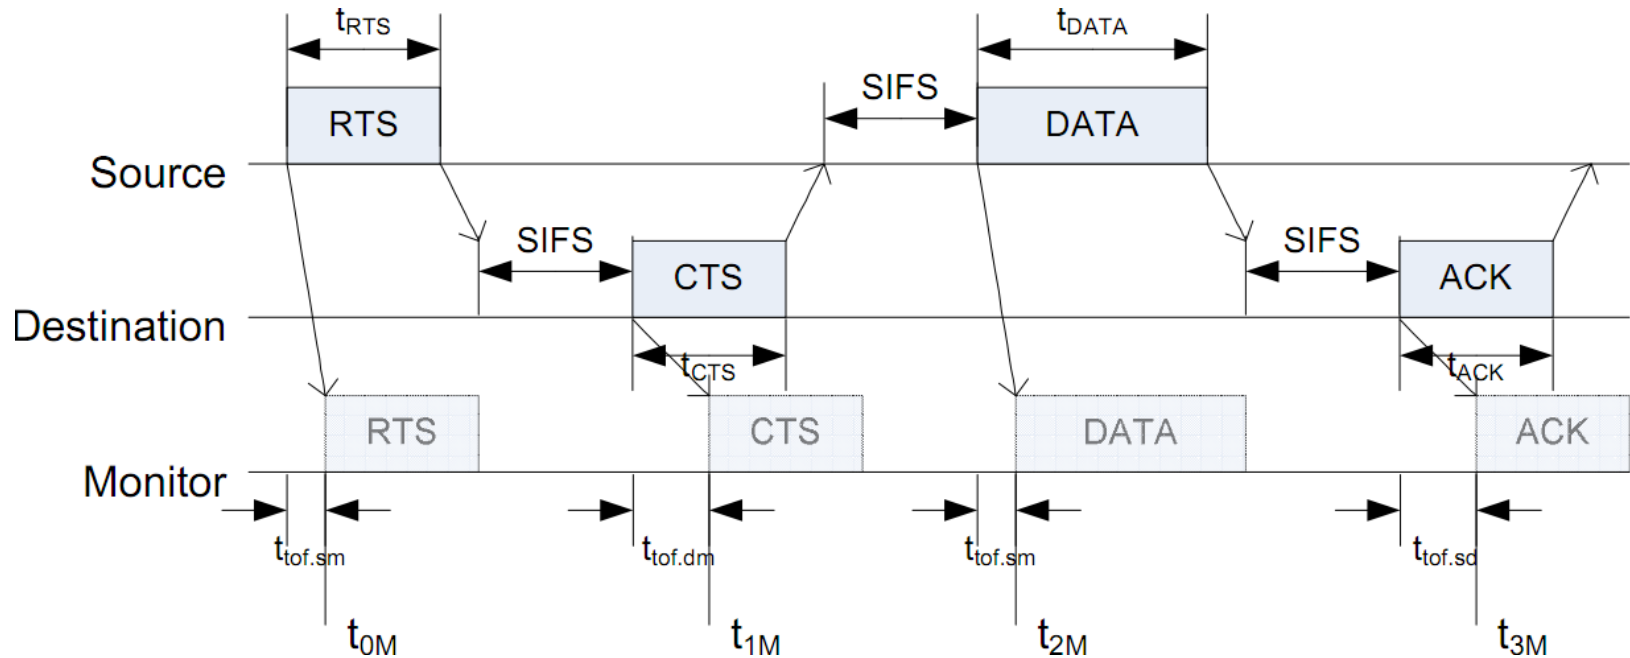 tRTS
tDATA
SIFS
RTS
DATA
Source
SIFS
SIFS
CTS
ACK
Destination
tCTS
tACK
RTS
CTS
DATA
ACK
Monitor
ttof.sm
ttof.dm
ttof.sm
ttof.sd
t0M
t1M
t2M
t3M